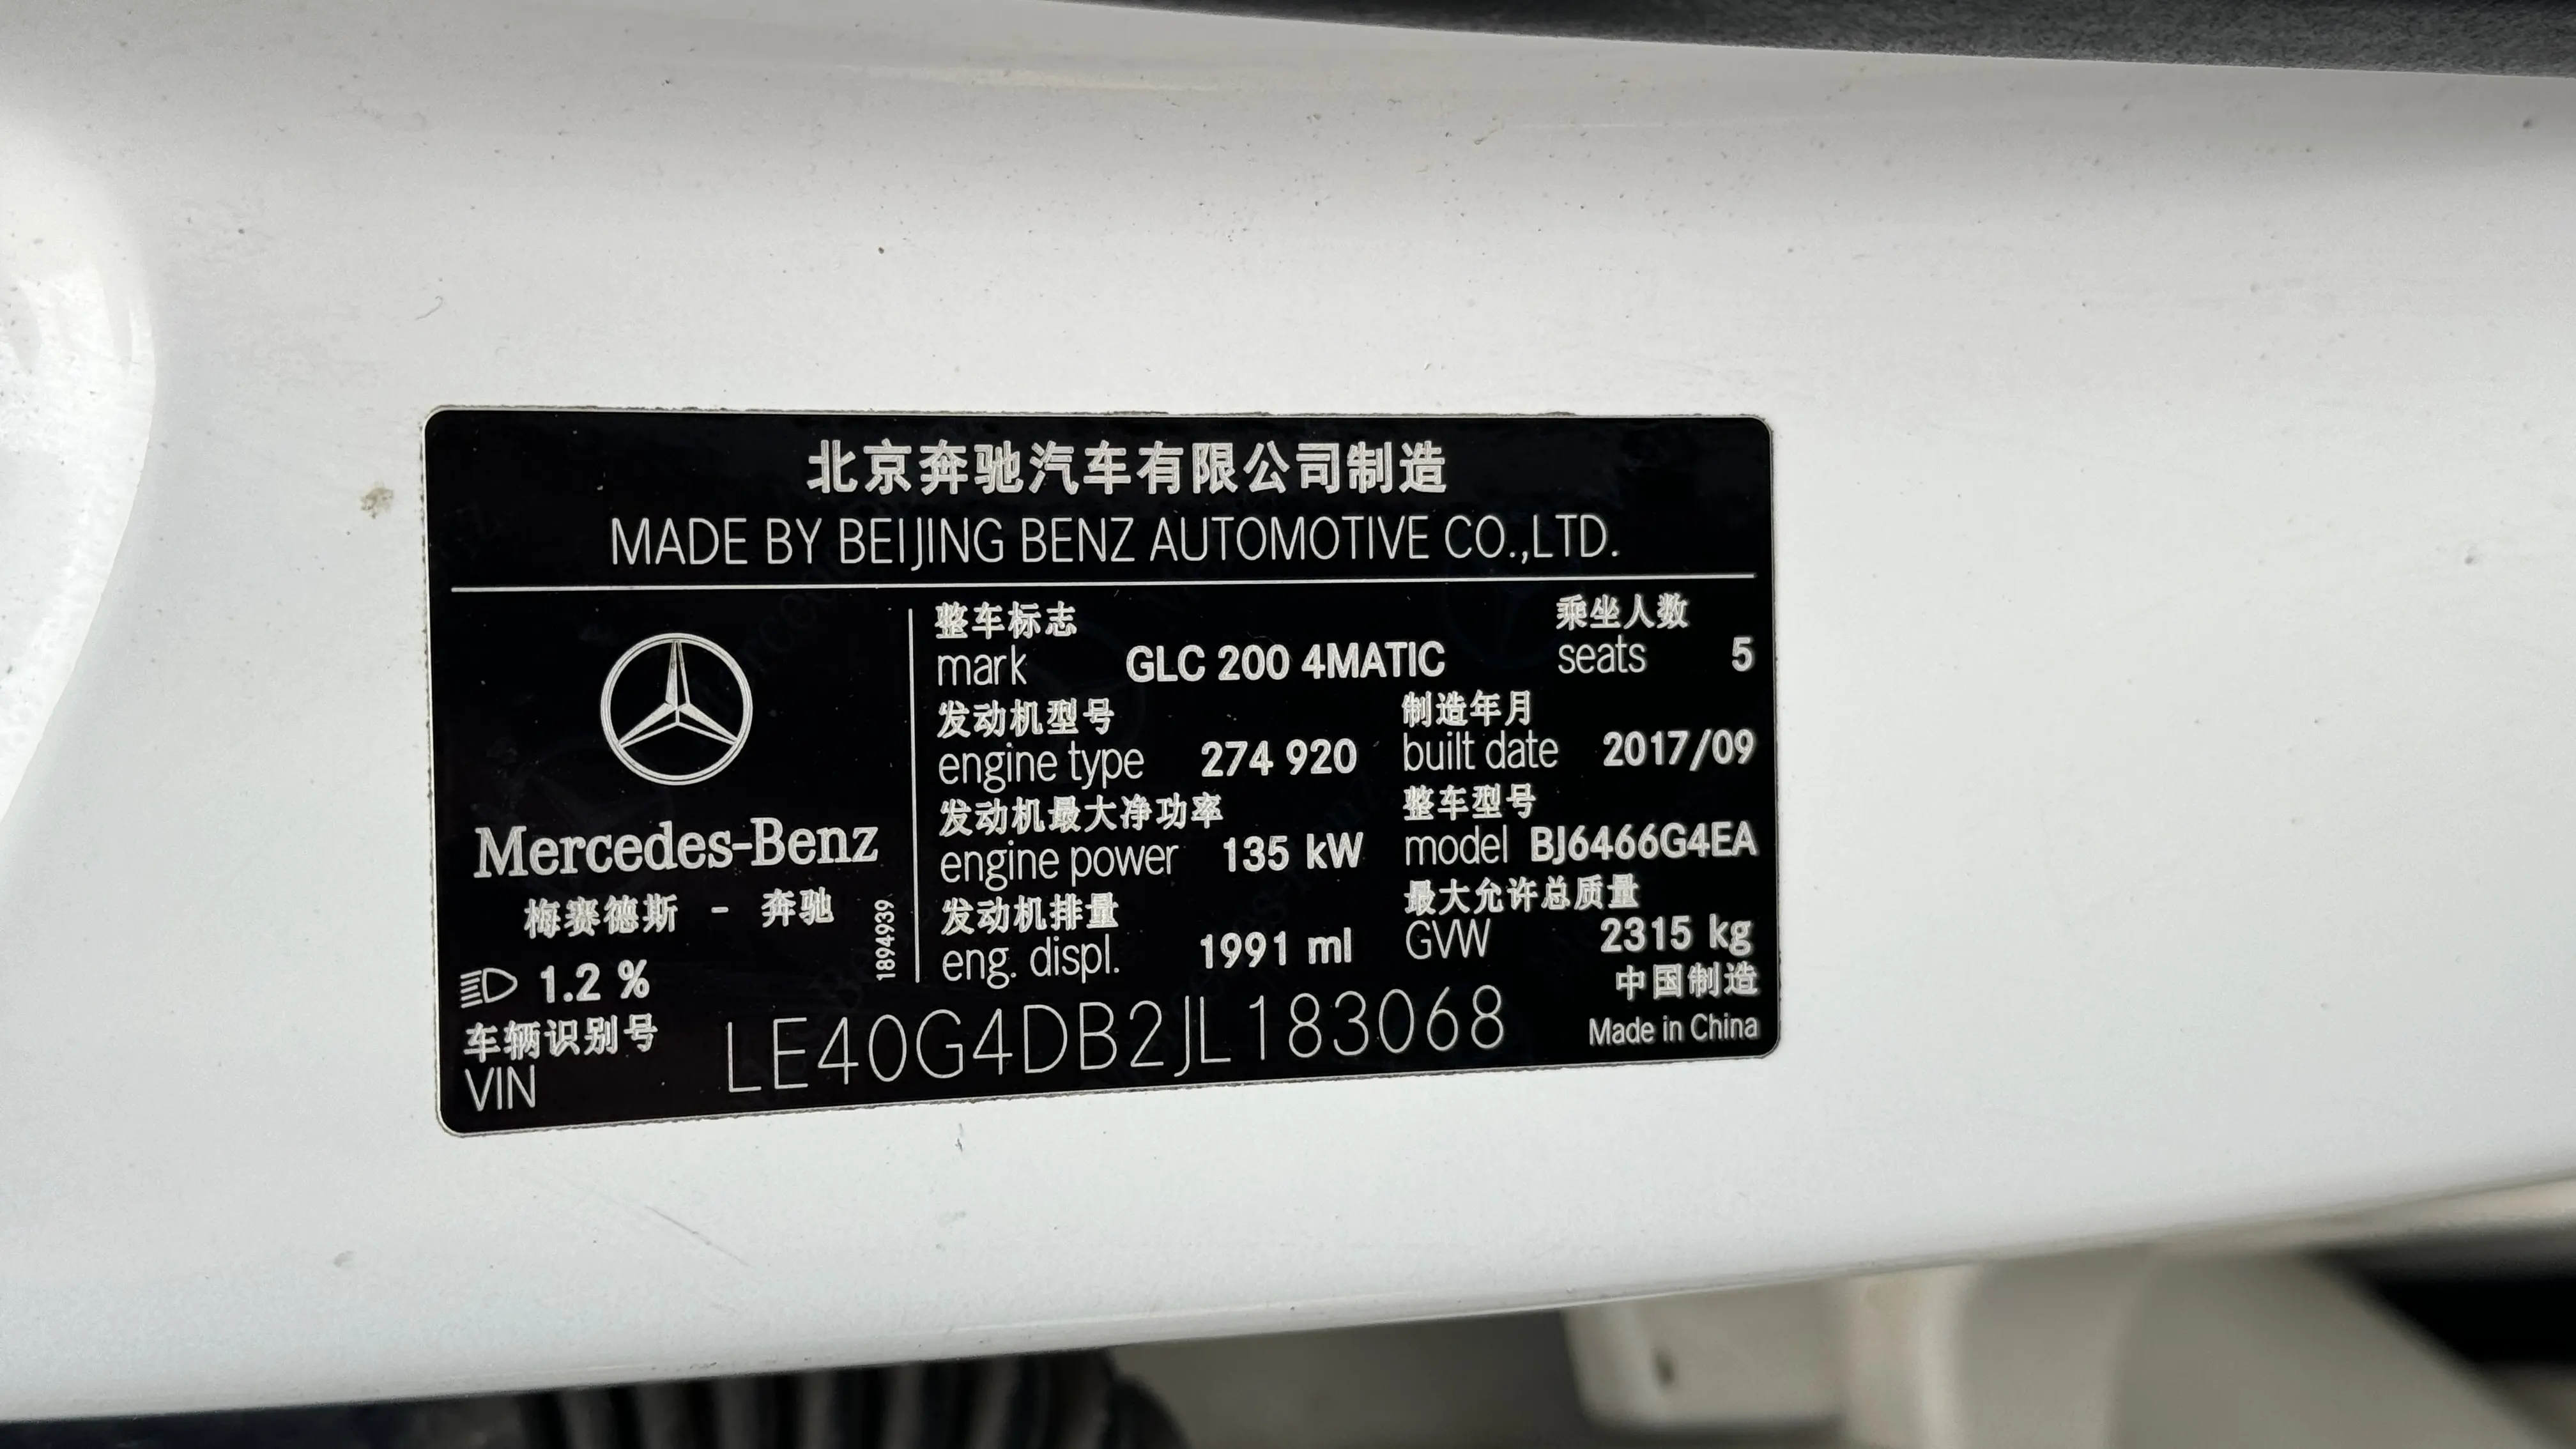 北京奔驰汽车有限公司制造
MADE BY BEIJING BENZ AUTOMOTIVE CO.,LTD.
Mercedes-Benz
梅赛德斯 - 奔驰
1894939
1.2 %
整车标志
mark GLC 200 4MATIC
乘坐人数
seats 5
发动机型号
engine type 274 920
制造年月
built date 2017/09
发动机最大净功率
engine power 135 kW
整车型号
model BJ6466G4EA
发动机排量
eng. displ. 1991 ml
最大允许总质量
GVW 2315 kg
中国制造
Made in China
车辆识别号
VIN LE40G4DB2JL183068